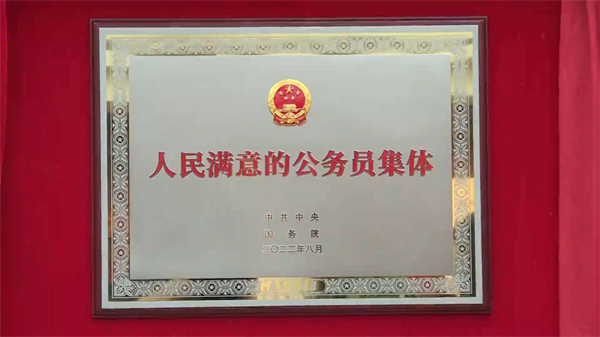 人民满意的公务员集体
中共中央
国务院
二〇二二年八月